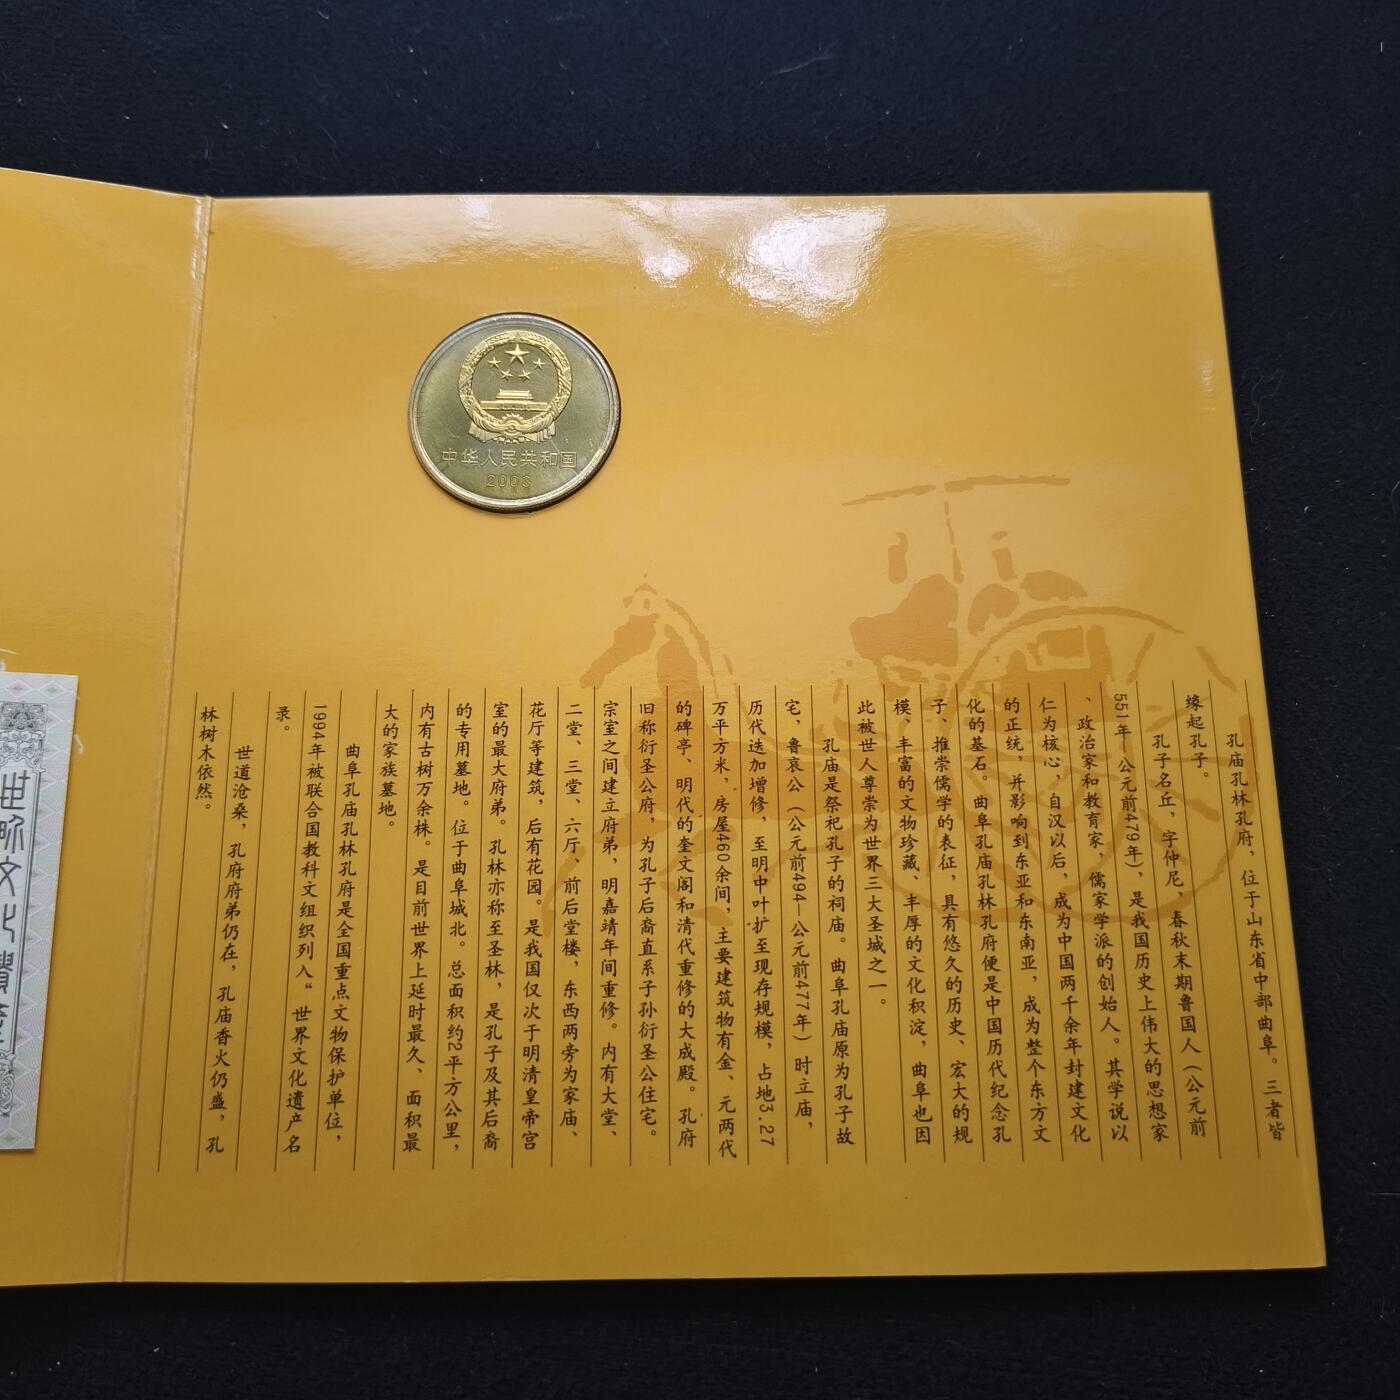 中华人民共和国
2003
孔庙孔林孔府，位于山东省中部曲阜。三者皆
缘起孔子。
孔子名丘，字仲尼，春秋末期鲁国人（公元前
551年—公元前479年），是我国历史上伟大的思想家
、政治家和教育家，儒家学派的创始人。其学说以
仁为核心，自汉以后，成为中国两千余年封建文化
的正统，并影响到东亚和东南亚，成为整个东方文
化的基石。曲阜孔庙孔林孔府便是中国历代纪念孔
子、推崇儒学的表征，具有悠久的历史、宏大的规
模、丰富的文物珍藏、丰厚的文化积淀，曲阜也因
此被世人尊崇为世界三大圣城之一。
孔庙是祭祀孔子的祠庙。曲阜孔庙原为孔子故
宅，鲁哀公（公元前494—公元前477年）时立庙，
历代迭加增修，至明中叶扩至现存规模，占地3.27
万平方米，房屋460余间，主要建筑物有金、元两代
的碑亭、明代的奎文阁和清代重修的大成殿。孔府
旧称衍圣公府，为孔子后裔直系子孙衍圣公住宅。
宗室之间建立府弟，明嘉靖年间重修。内有大堂、
二堂、三堂、六厅、前后堂楼，东西两旁为家庙、
花厅等建筑，后有花园。是我国仅次于明清皇帝宫
室的最大府弟。孔林亦称至圣林，是孔子及其后裔
的专用墓地。位于曲阜城北。总面积约2平方公里，
内有古树万余株。是目前世界上延时最久、面积最
大的家族墓地。
曲阜孔庙孔林孔府是全国重点文物保护单位，
1994年被联合国教科文组织列入“世界文化遗产名
录。
世道沧桑，孔府府弟仍在，孔庙香火仍盛，孔
林树木依然。
世界文化遺產